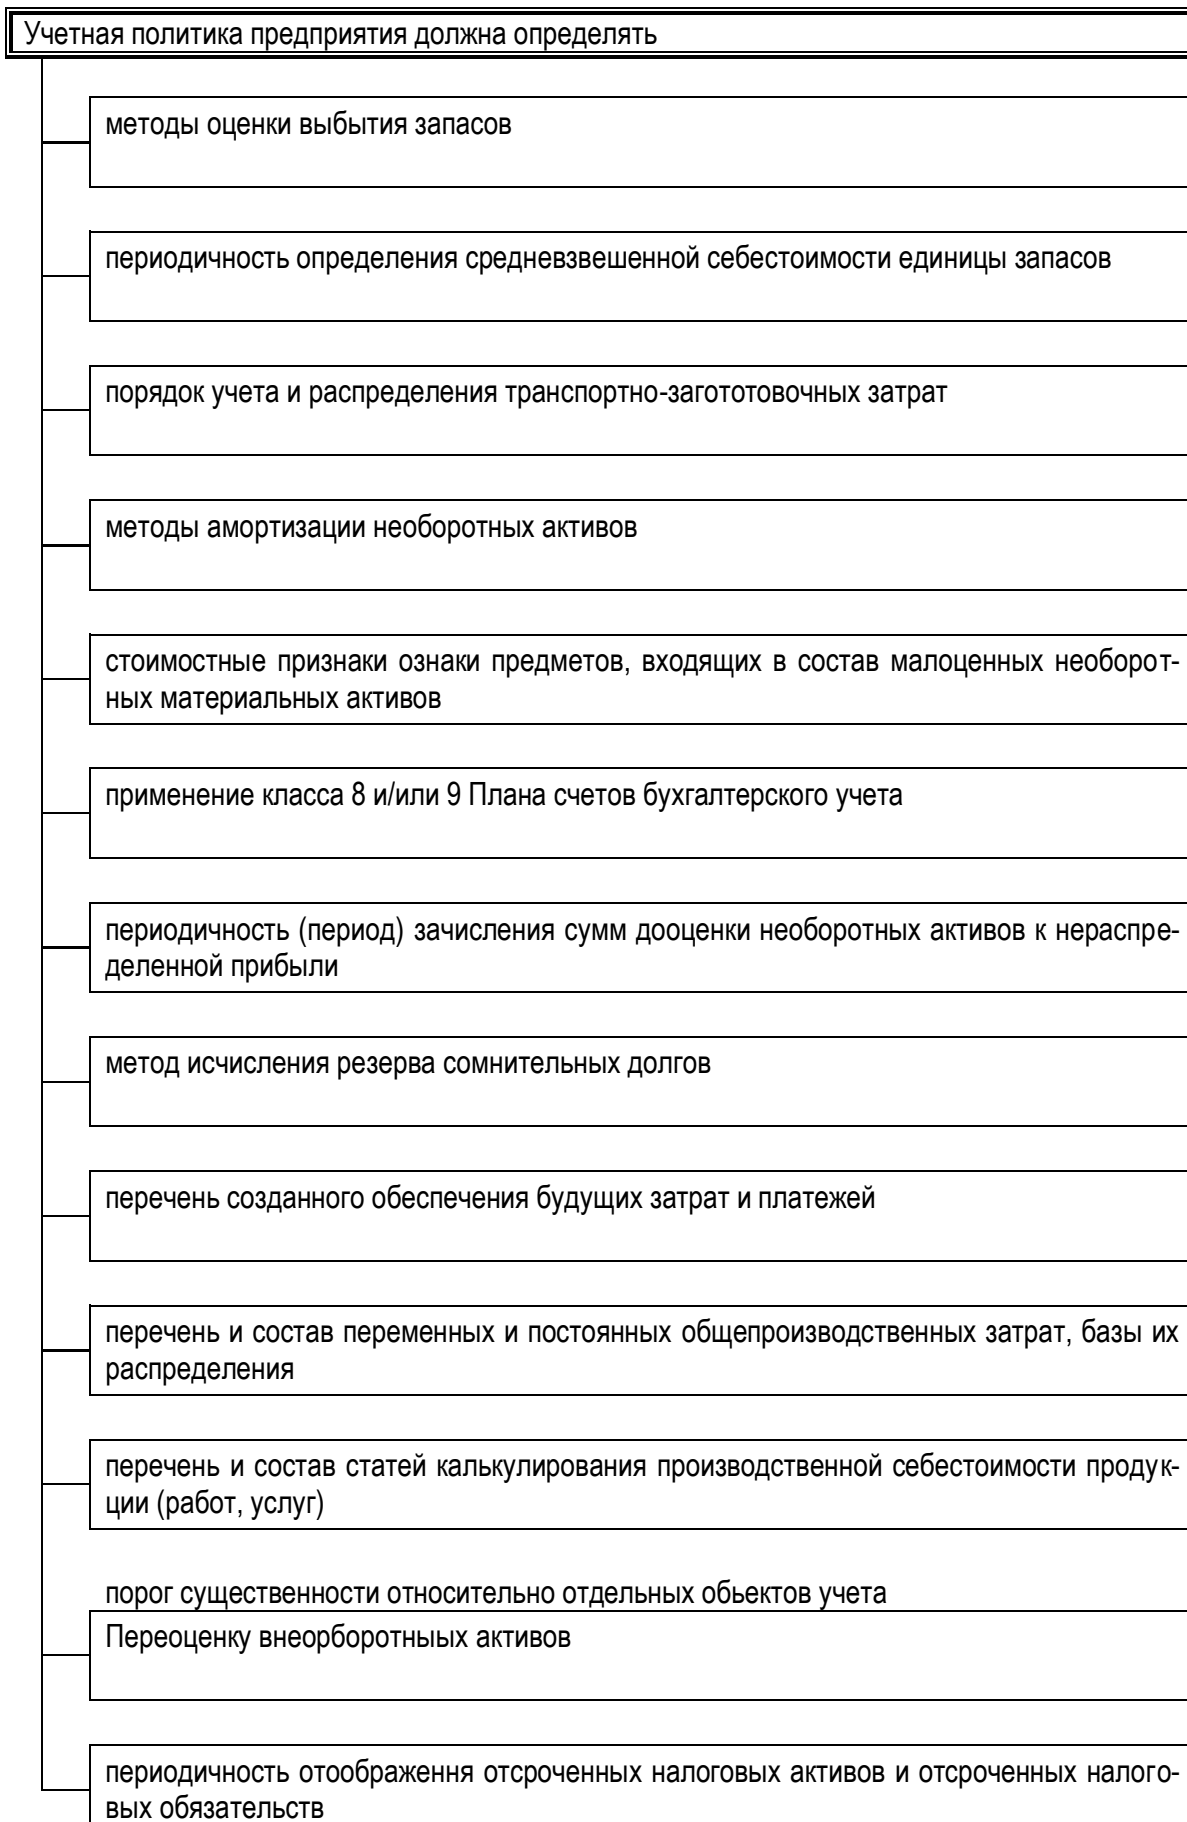 Учетная политика предприятия должна определять
методы оценки выбытия запасов
периодичность определения средневзвешенной себестоимости единицы запасов
порядок учета и распределения транспортно-загототовочных затрат
методы амортизации необоротных активов
стоимостные признаки ознаки предметов, входящих в состав малоценных необорот-
ных материальных активов
применение класса 8 и/или 9 Плана счетов бухгалтерского учета
периодичность (период) зачисления сумм дооценки необоротных активов к нераспре-
деленной прибыли
метод исчисления резерва сомнительных долгов
перечень созданного обеспечения будущих затрат и платежей
перечень и состав переменных и постоянных общепроизводственных затрат, базы их
распределения
перечень и состав статей калькулирования производственной себестоимости продук-
ции (работ, услуг)
порог существенности относительно отдельных обьектов учета
Переоценку внеорборотныых активов
периодичность отоображення отсроченных налоговых активов и отсроченных налого-
вых обязательств